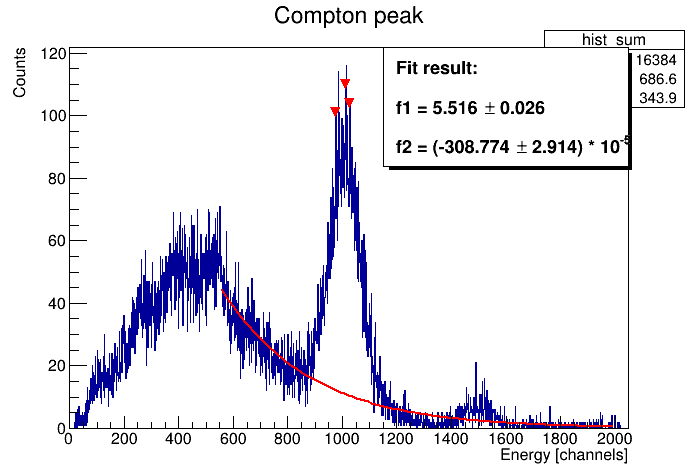 Compton peak
hist_sum
16384
686.6
343.9
Fit result:
f1 = 5.516 ± 0.026
f2 = (-308.774 ± 2.914) * 10^-5
Counts
120
100
80
60
40
20
0
0 200 400 600 800 1000 1200 1400 1600 1800 2000
Energy [channels]